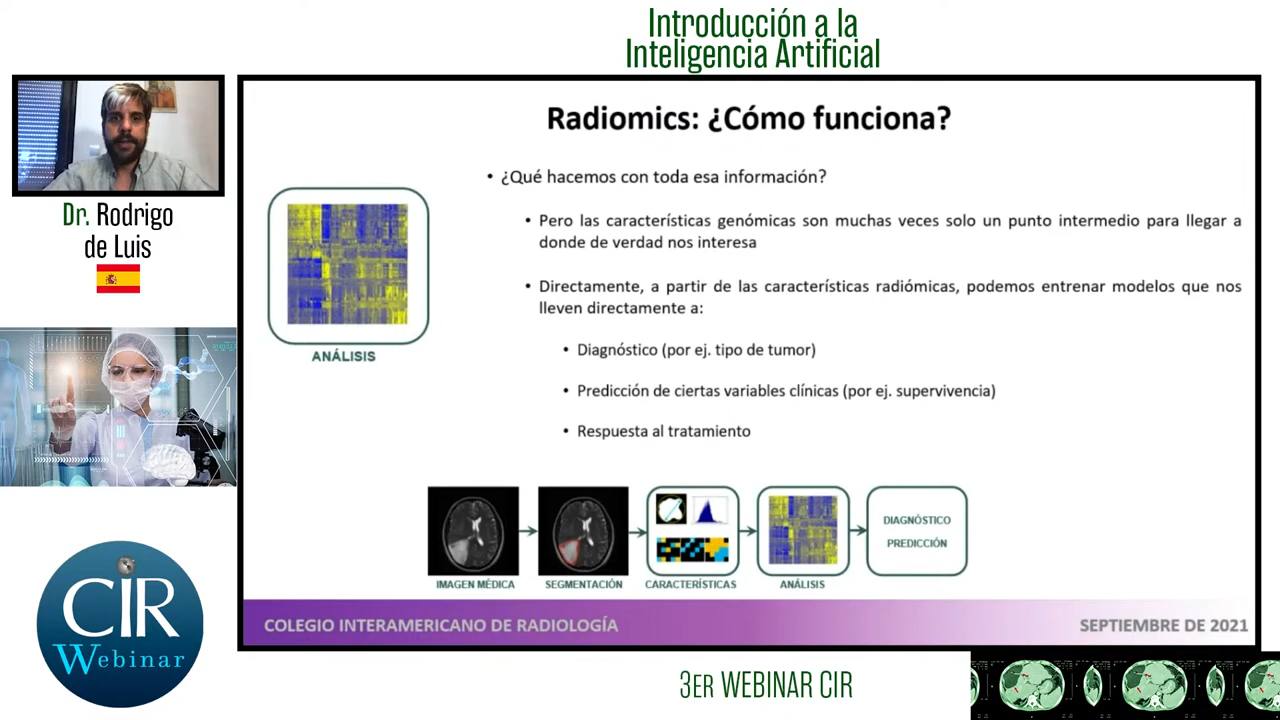 Introducción a la
Inteligencia Artificial
Dr. Rodrigo
de Luis
CIR
Webinar
Radiomics: ¿Cómo funciona?
• ¿Qué hacemos con toda esa información?
• Pero las características genómicas son muchas veces solo un punto intermedio para llegar a
donde de verdad nos interesa
• Directamente, a partir de las características radiómicas, podemos entrenar modelos que nos
lleven directamente a:
• Diagnóstico (por ej. tipo de tumor)
• Predicción de ciertas variables clínicas (por ej. supervivencia)
• Respuesta al tratamiento
ANÁLISIS
DIAGNÓSTICO
PREDICCIÓN
IMAGEN MÉDICA
SEGMENTACIÓN
CARACTERÍSTICAS
ANÁLISIS
COLEGIO INTERAMERICANO DE RADIOLOGÍA
SEPTIEMBRE DE 2021
3ER WEBINAR CIR